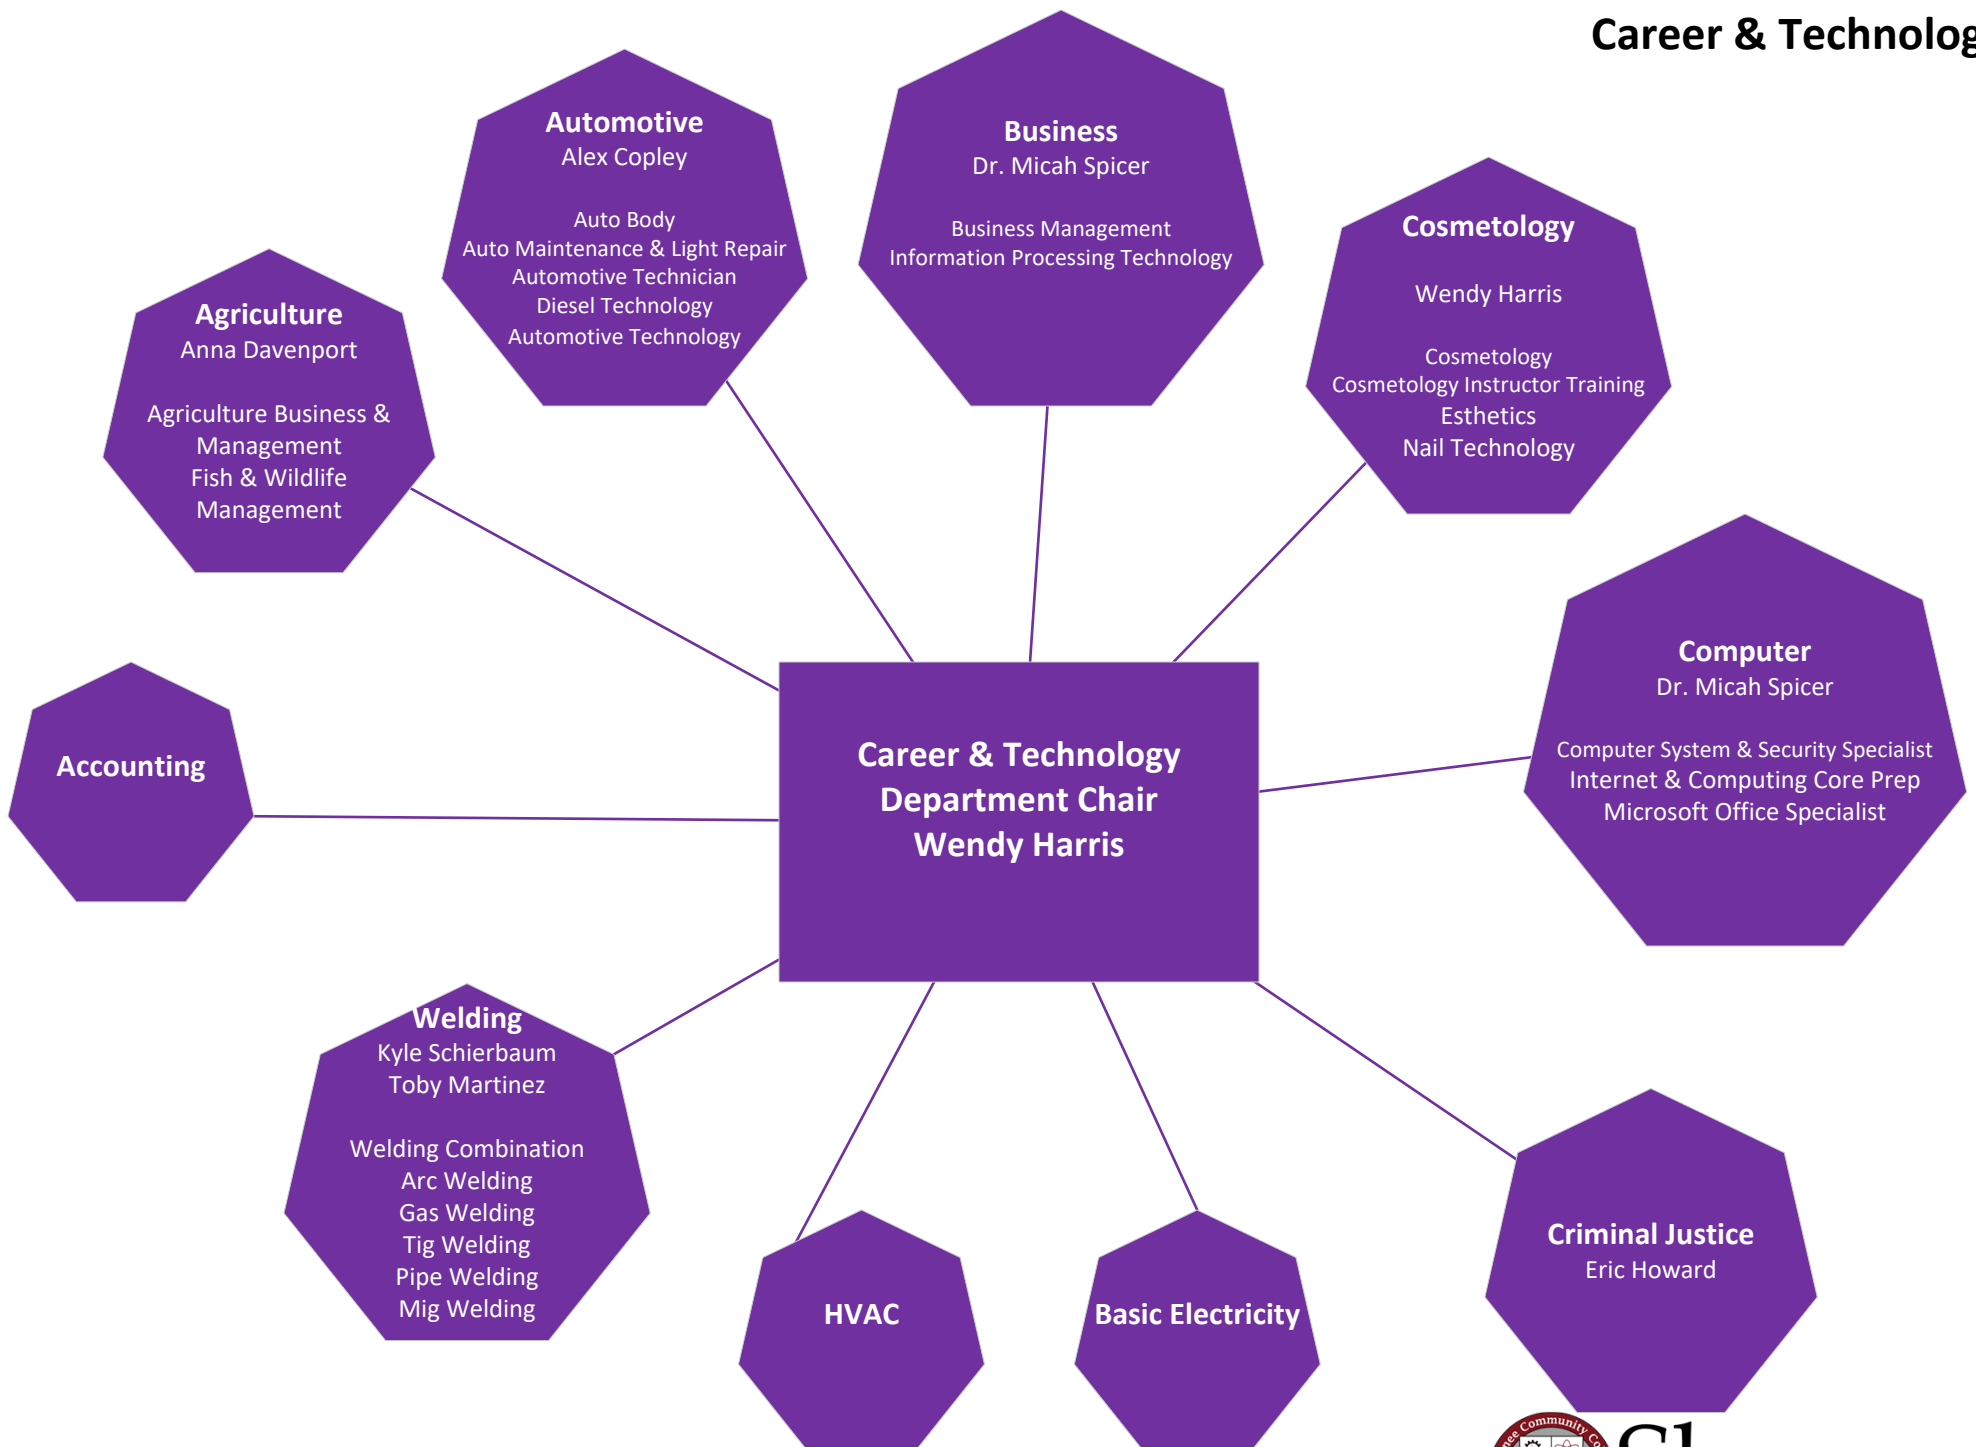 Career & Technolog
Automotive
Alex Copley
Auto Body
Auto Maintenance & Light Repair
Automotive Technician
Diesel Technology
Automotive Technology
Business
Dr. Micah Spicer
Business Management
Information Processing Technology
Cosmetology
Wendy Harris
Cosmetology
Cosmetology Instructor Training
Esthetics
Nail Technology
Agriculture
Anna Davenport
Agriculture Business &
Management
Fish & Wildlife
Management
Computer
Dr. Micah Spicer
Computer System & Security Specialist
Internet & Computing Core Prep
Microsoft Office Specialist
Accounting
Career & Technology
Department Chair
Wendy Harris
Welding
Kyle Schierbaum
Toby Martinez
Welding Combination
Arc Welding
Gas Welding
Tig Welding
Pipe Welding
Mig Welding
HVAC
Basic Electricity
Criminal Justice
Eric Howard
nee Community Co